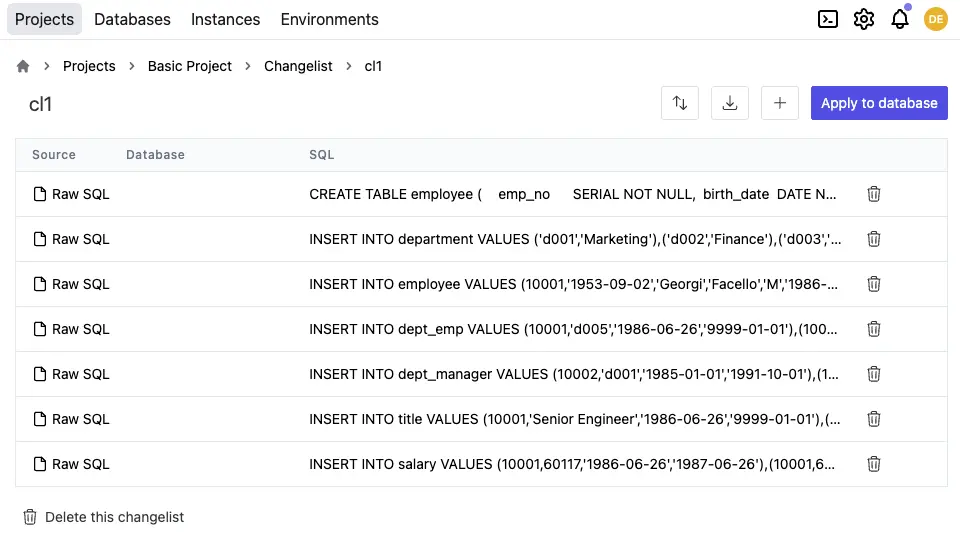 Projects Databases Instances Environments DE
Projects > Basic Project > Changelist > cl1
cl1
Apply to database
Source Database SQL
Raw SQL CREATE TABLE employee ( emp_no SERIAL NOT NULL, birth_date DATE N...
Raw SQL INSERT INTO department VALUES ('d001','Marketing'),('d002','Finance'),('d003','...
Raw SQL INSERT INTO employee VALUES (10001,'1953-09-02','Georgi','Facello','M','1986-...
Raw SQL INSERT INTO dept_emp VALUES (10001,'d005','1986-06-26','9999-01-01'),(100...
Raw SQL INSERT INTO dept_manager VALUES (10002,'d001','1985-01-01','1991-10-01'),(1...
Raw SQL INSERT INTO title VALUES (10001,'Senior Engineer','1986-06-26','9999-01-01'),(...
Raw SQL INSERT INTO salary VALUES (10001,60117,'1986-06-26','1987-06-26'),(10001,6...
Delete this changelist